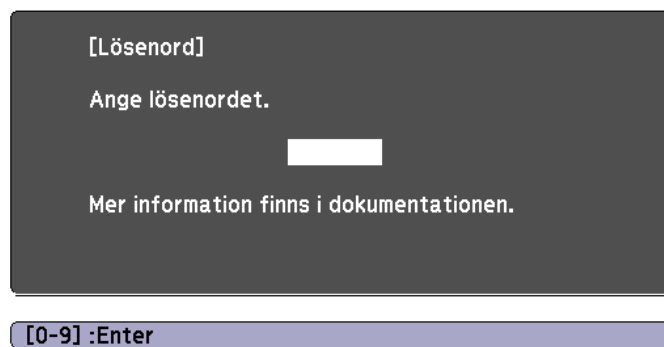 [Lösenord]
Ange lösenordet.
Mer information finns i dokumentationen.
[0-9] :Enter